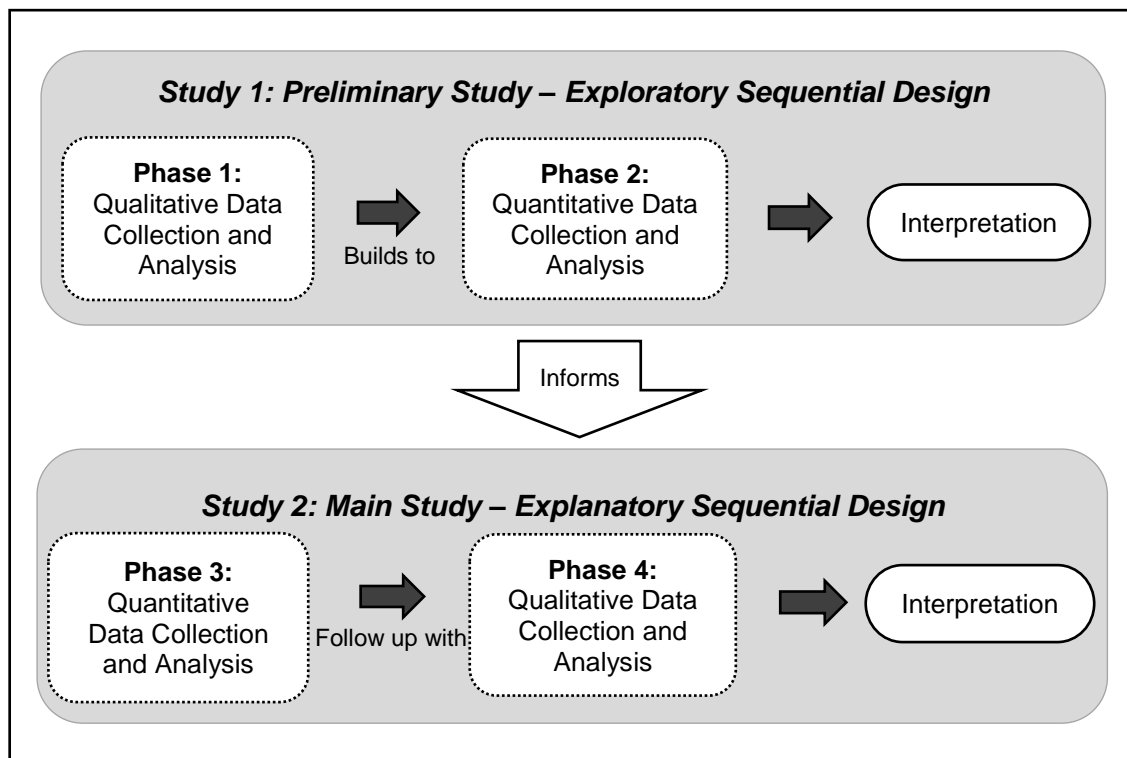 Study 1: Preliminary Study – Exploratory Sequential Design
Phase 1:
Qualitative Data
Collection and
Analysis
Builds to
Phase 2:
Quantitative Data
Collection and
Analysis
Interpretation
Informs
Study 2: Main Study – Explanatory Sequential Design
Phase 3:
Quantitative
Data Collection
and Analysis
Follow up with
Phase 4:
Qualitative Data
Collection and
Analysis
Interpretation